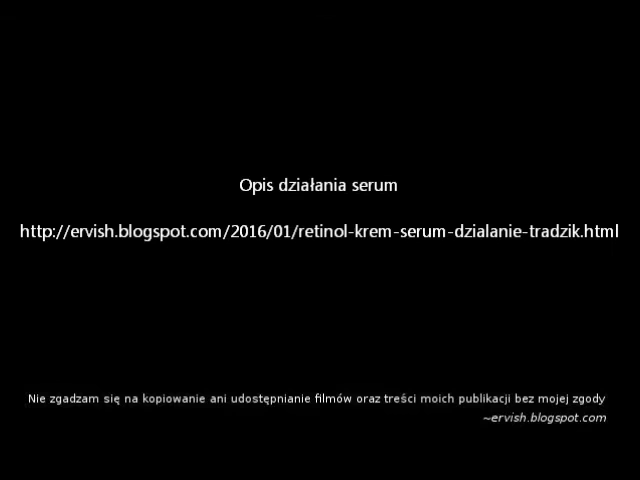 Opis działania serum
http://ervish.blogspot.com/2016/01/retinol-krem-serum-dzialanie-tradzik.html
Nie zgadzam się na kopiowanie ani udostępnianie filmów oraz treści moich publikacji bez mojej zgody
~ervish.blogspot.com